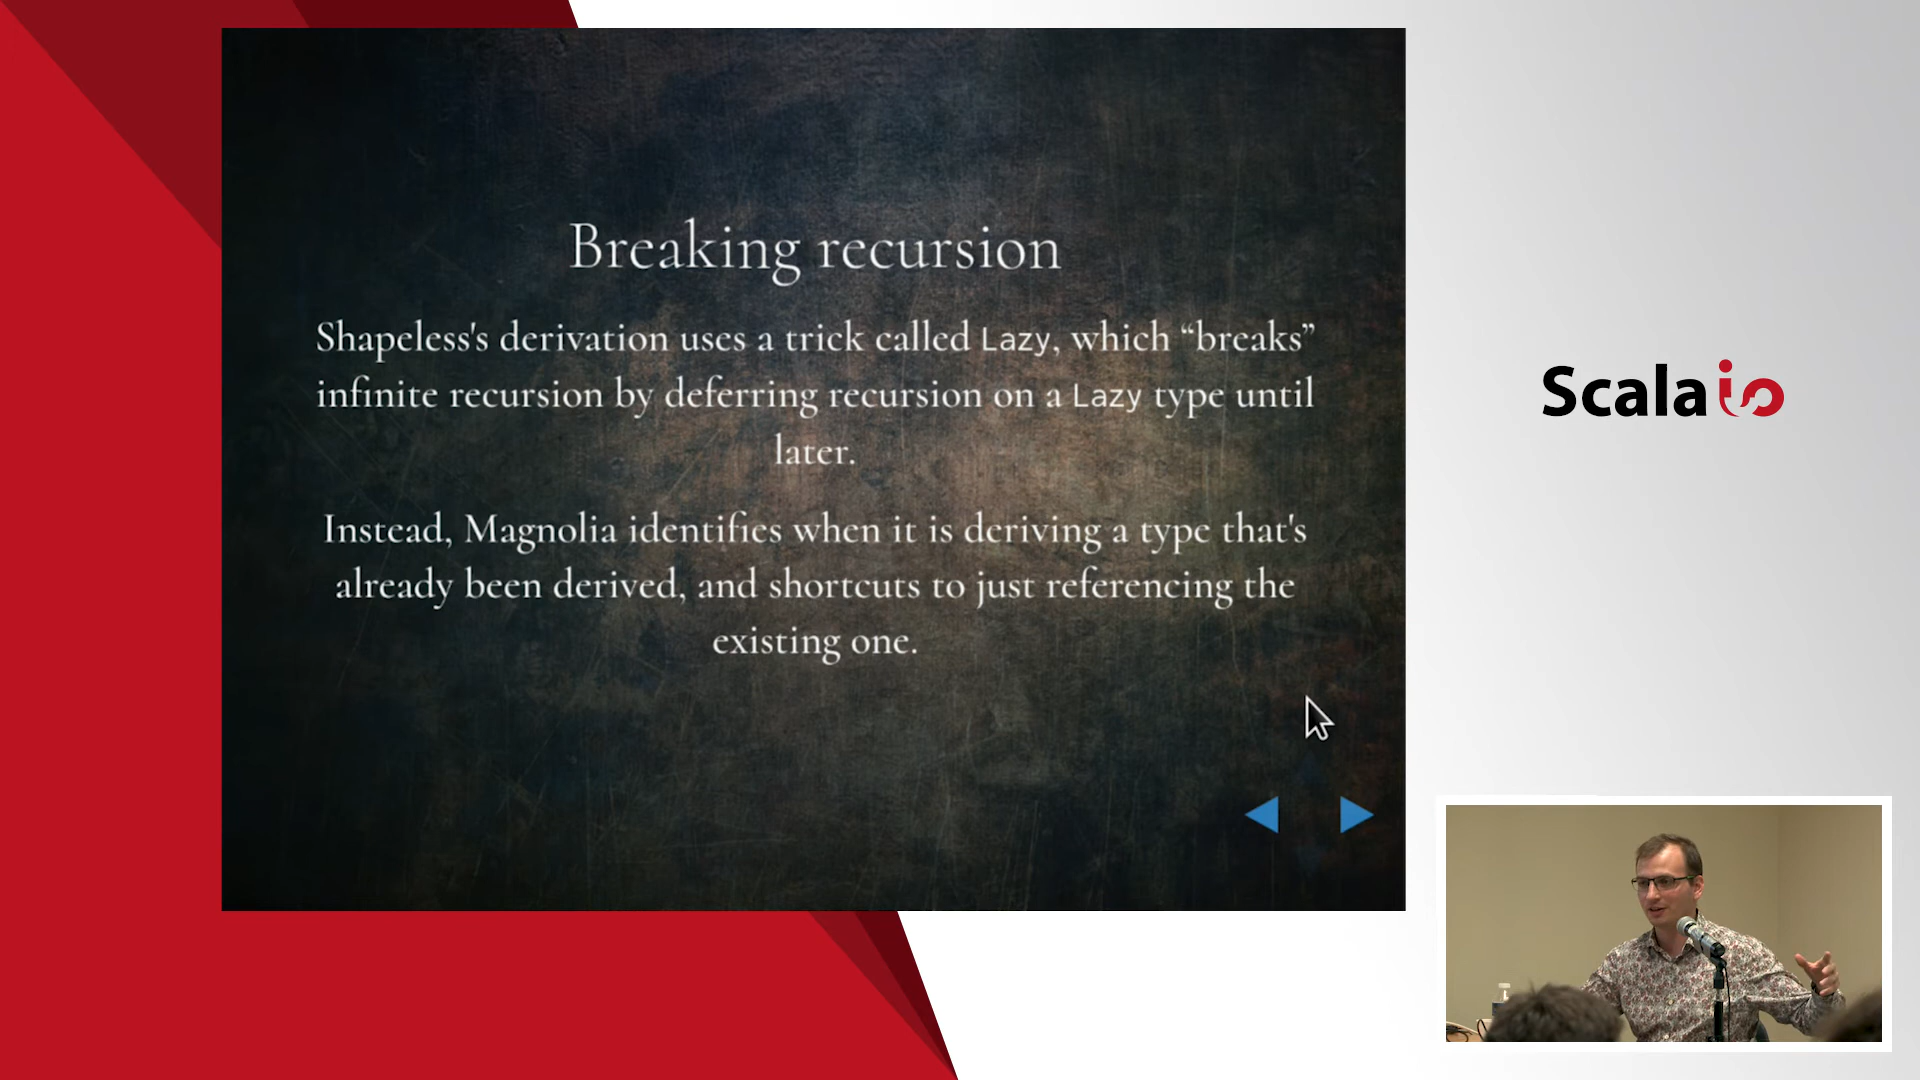 Breaking recursion
Shapeless's derivation uses a trick called Lazy, which “breaks”
infinite recursion by deferring recursion on a Lazy type until
later.
Instead, Magnolia identifies when it is deriving a type that's
already been derived, and shortcuts to just referencing the
existing one.
Scala io